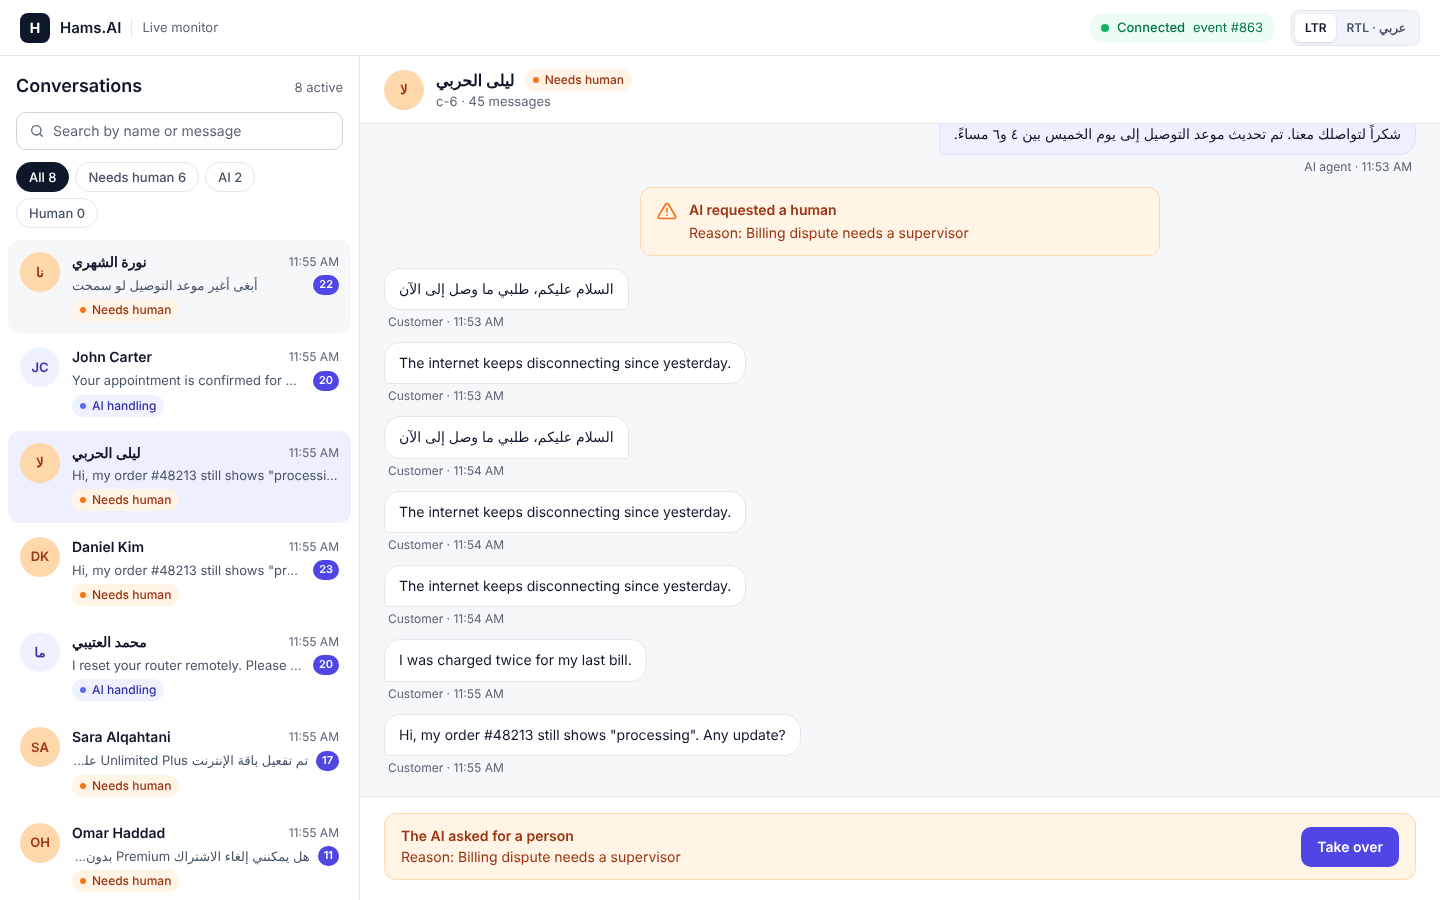 H Hams.AI Live monitor
Connected event #863
LTR RTL · عربي
Conversations 8 active
Search by name or message
All 8 Needs human 6 AI 2
Human 0
نا نورة الشهري 11:55 AM
أبغى أغير موعد التوصيل لو سمحت 22
Needs human
JC John Carter 11:55 AM
Your appointment is confirmed for ... 20
AI handling
لا ليلى الحربي 11:55 AM
Hi, my order #48213 still shows "processi...
Needs human
DK Daniel Kim 11:55 AM
Hi, my order #48213 still shows "pr... 23
Needs human
ما محمد العتيبي 11:55 AM
I reset your router remotely. Please ... 20
AI handling
SA Sara Alqahtani 11:55 AM
تم تفعيل باقة الإنترنت Unlimited Plus علـ... 17
Needs human
OH Omar Haddad 11:55 AM
هل يمكنني إلغاء الاشتراك Premium بدون... 11
Needs human
لا ليلى الحربي Needs human
c-6 · 45 messages
شكراً لتواصلك معنا. تم تحديث موعد التوصيل إلى يوم الخميس بين ٤ و٦ مساءً.
AI agent · 11:53 AM
AI requested a human
Reason: Billing dispute needs a supervisor
السلام عليكم، طلبي ما وصل إلى الآن
Customer · 11:53 AM
The internet keeps disconnecting since yesterday.
Customer · 11:53 AM
السلام عليكم، طلبي ما وصل إلى الآن
Customer · 11:54 AM
The internet keeps disconnecting since yesterday.
Customer · 11:54 AM
The internet keeps disconnecting since yesterday.
Customer · 11:54 AM
I was charged twice for my last bill.
Customer · 11:55 AM
Hi, my order #48213 still shows "processing". Any update?
Customer · 11:55 AM
The AI asked for a person
Reason: Billing dispute needs a supervisor
Take over